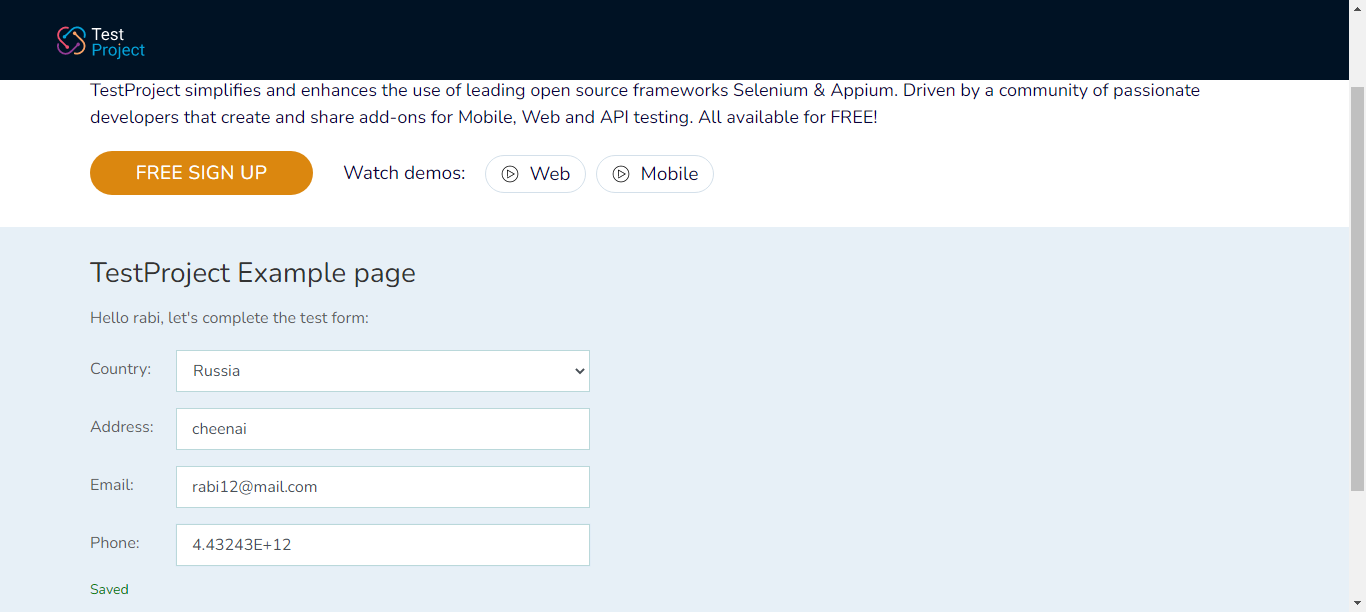 Test
Project
TestProject simplifies and enhances the use of leading open source frameworks Selenium & Appium. Driven by a community of passionate
developers that create and share add-ons for Mobile, Web and API testing. All available for FREE!
FREE SIGN UP Watch demos: Web Mobile
TestProject Example page
Hello rabi, let's complete the test form:
Country: Russia
Address: cheenai
Email: rabi12@mail.com
Phone: 4.43243E+12
Saved